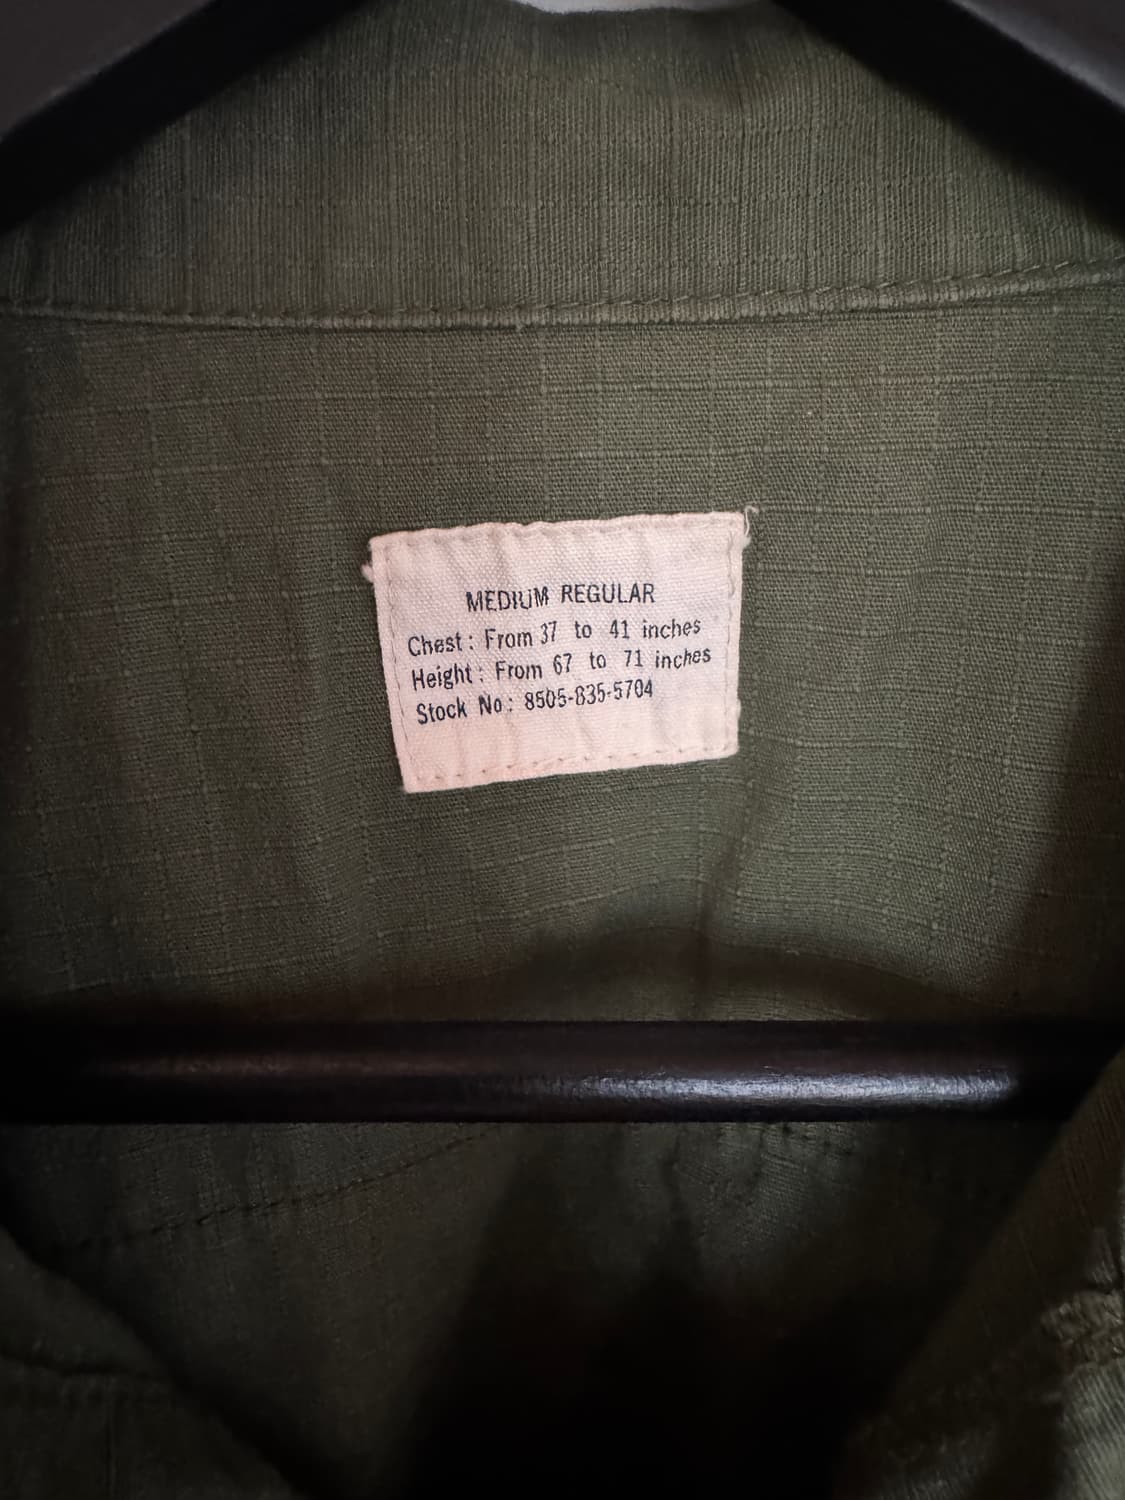 MEDIUM REGULAR
Chest: From 37 to 41 inches
Height: From 67 to 71 inches
Stock No: 8505-835-5704